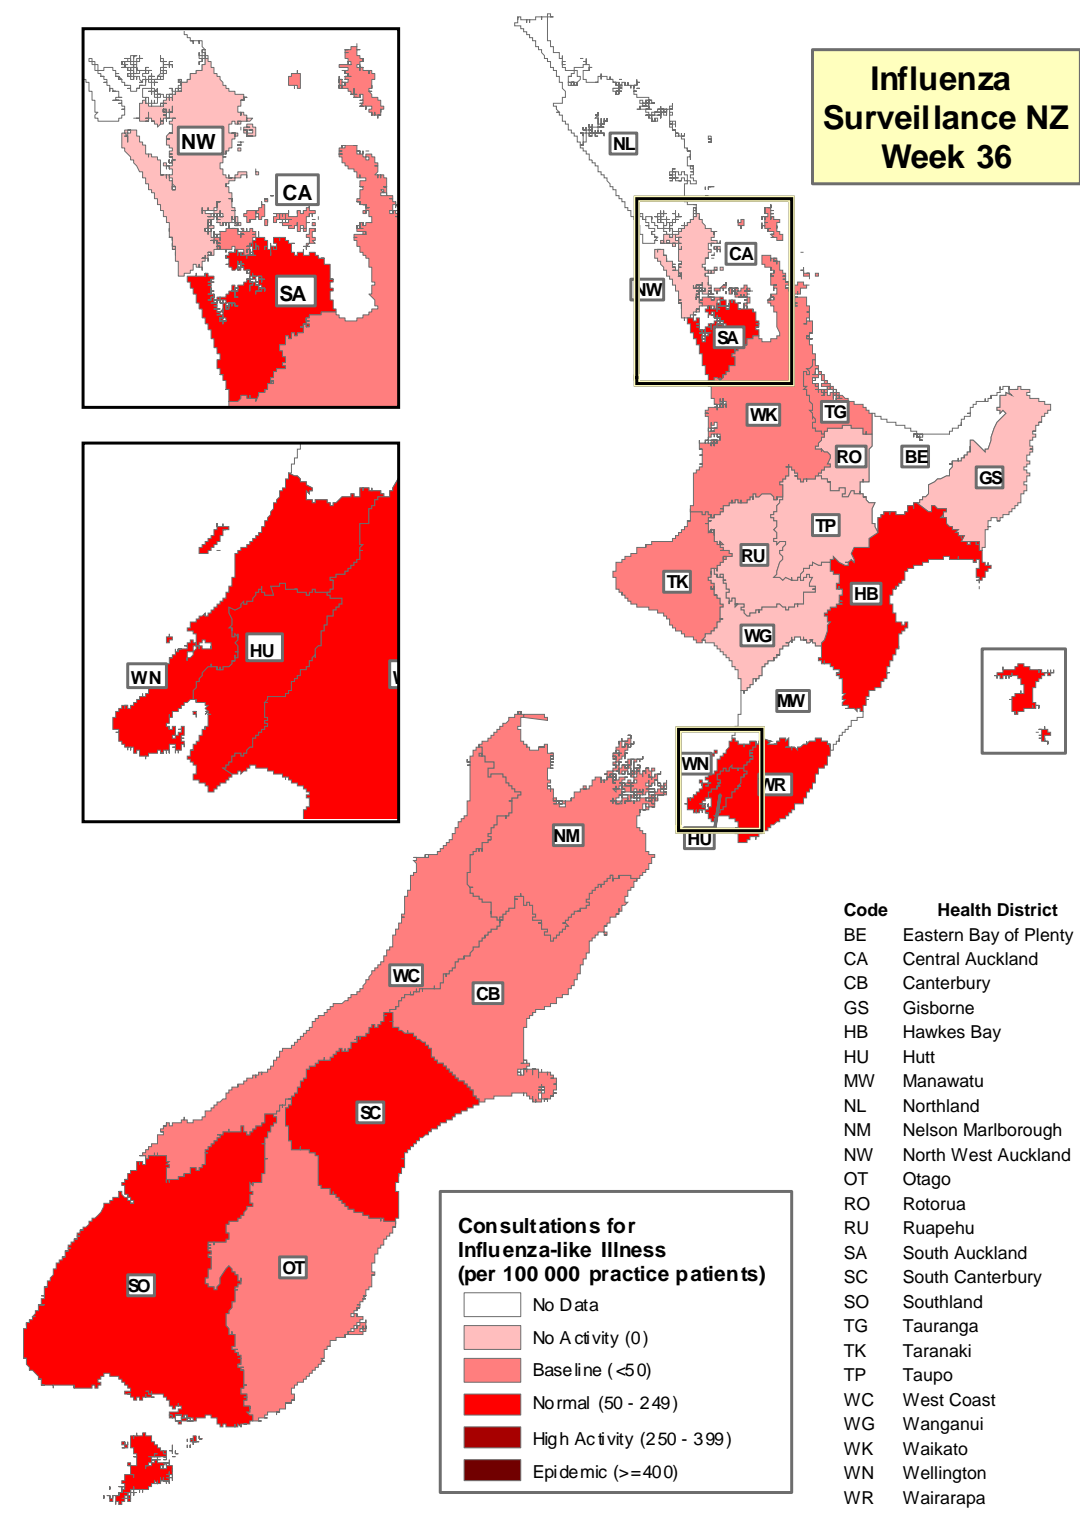 Influenza
Surveillance NZ
Week 36
NW
CA
SA
NL
CA
NW
SA
WK
TG
RO
BE
GS
TP
RU
TK
HB
WG
MW
HU
WN
WN
WR
HU
NM
WC
CB
SC
OT
SO
Code Health District
BE Eastern Bay of Plenty
CA Central Auckland
CB Canterbury
GS Gisborne
HB Hawkes Bay
HU Hutt
MW Manawatu
NL Northland
NM Nelson Marlborough
NW North West Auckland
OT Otago
RO Rotorua
RU Ruapehu
SA South Auckland
SC South Canterbury
SO Southland
TG Tauranga
TK Taranaki
TP Taupo
WC West Coast
WG Wanganui
WK Waikato
WN Wellington
WR Wairarapa
Consultations for
Influenza-like Illness
(per 100 000 practice patients)
No Data
No Activity (0)
Baseline (<50)
Normal (50 - 249)
High Activity (250 - 399)
Epidemic (>=400)